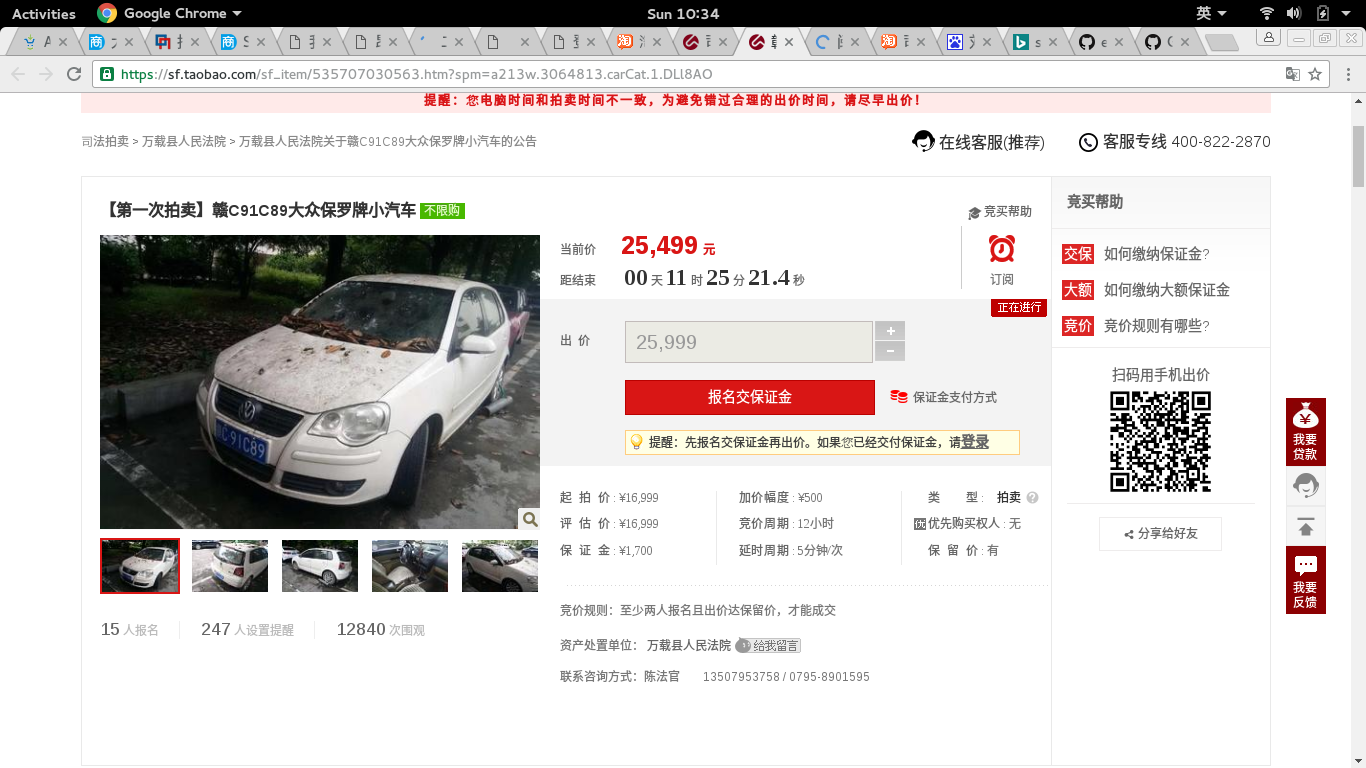 Activities
Google Chrome
Sun 10:34
英
https://sf.taobao.com/sf_item/535707030563.htm?spm=a213w.3064813.carCat.1.DLl8AO
提醒：您电脑时间和拍卖时间不一致，为避免错过合理的出价时间，请尽早出价！
司法拍卖 > 万载县人民法院 > 万载县人民法院关于赣C91C89大众保罗牌小汽车的公告
在线客服(推荐)
客服专线 400-822-2870
【第一次拍卖】赣C91C89大众保罗牌小汽车
不限购
竞买帮助
当前价 25,499 元
距结束 00 天 11 时 25 分 21.4 秒
订阅
正在进行
出 价 25,999
+
-
报名交保证金
保证金支付方式
提醒：先报名交保证金再出价。如果您已经交付保证金，请登录
起 拍 价 : ¥16,999
加价幅度 : ¥500
类 型 : 拍卖
评 估 价 : ¥16,999
竞价周期 : 12小时
优先购买权人 : 无
保 证 金 : ¥1,700
延时周期 : 5分钟/次
保 留 价 : 有
竞价规则：至少两人报名且出价达保留价，才能成交
资产处置单位： 万载县人民法院
给我留言
联系咨询方式：陈法官 13507953758 / 0795-8901595
C·91C89
15 人报名
247 人设置提醒
12840 次围观
竞买帮助
交保 如何缴纳保证金?
大额 如何缴纳大额保证金
竞价 竞价规则有哪些?
扫码用手机出价
分享给好友
我要
贷款
我要
反馈